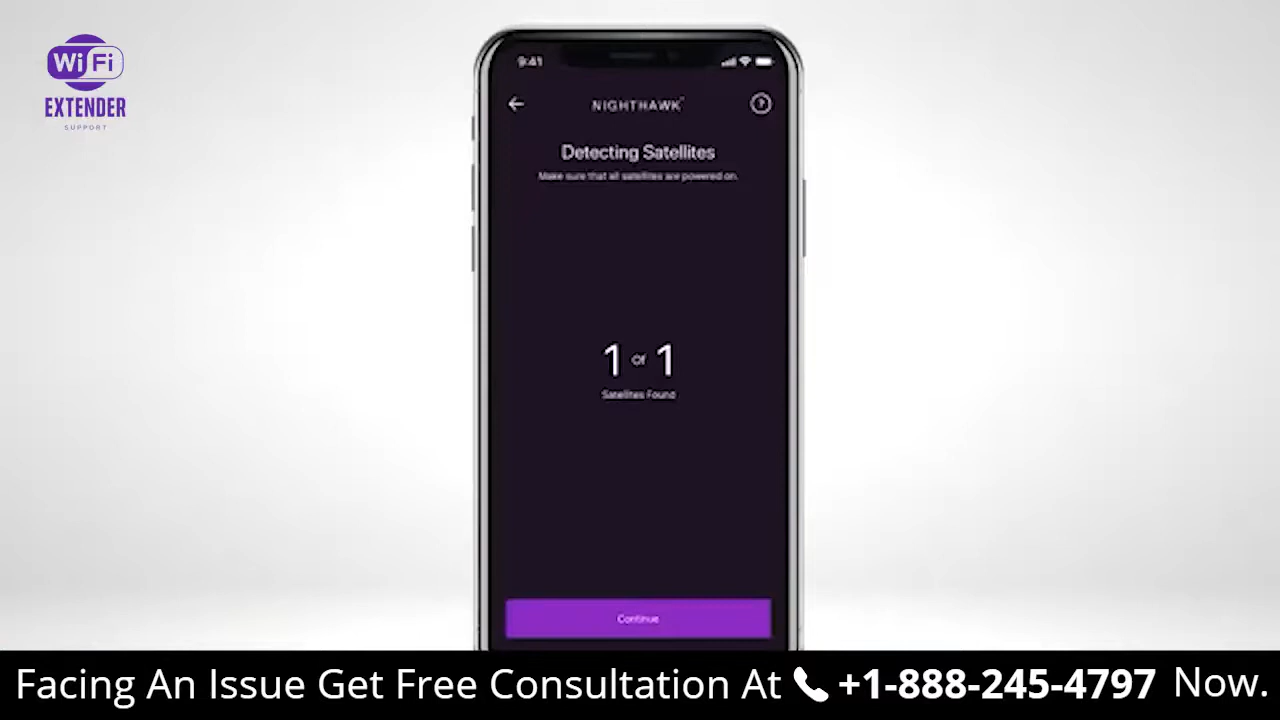 WiFi
EXTENDER
SUPPORT
9:41
NIGHTHAWK
?
Detecting Satellites
Make sure that all satellites are powered on.
1 of 1
Satellites Found
Continue
Facing An Issue Get Free Consultation At +1-888-245-4797 Now.